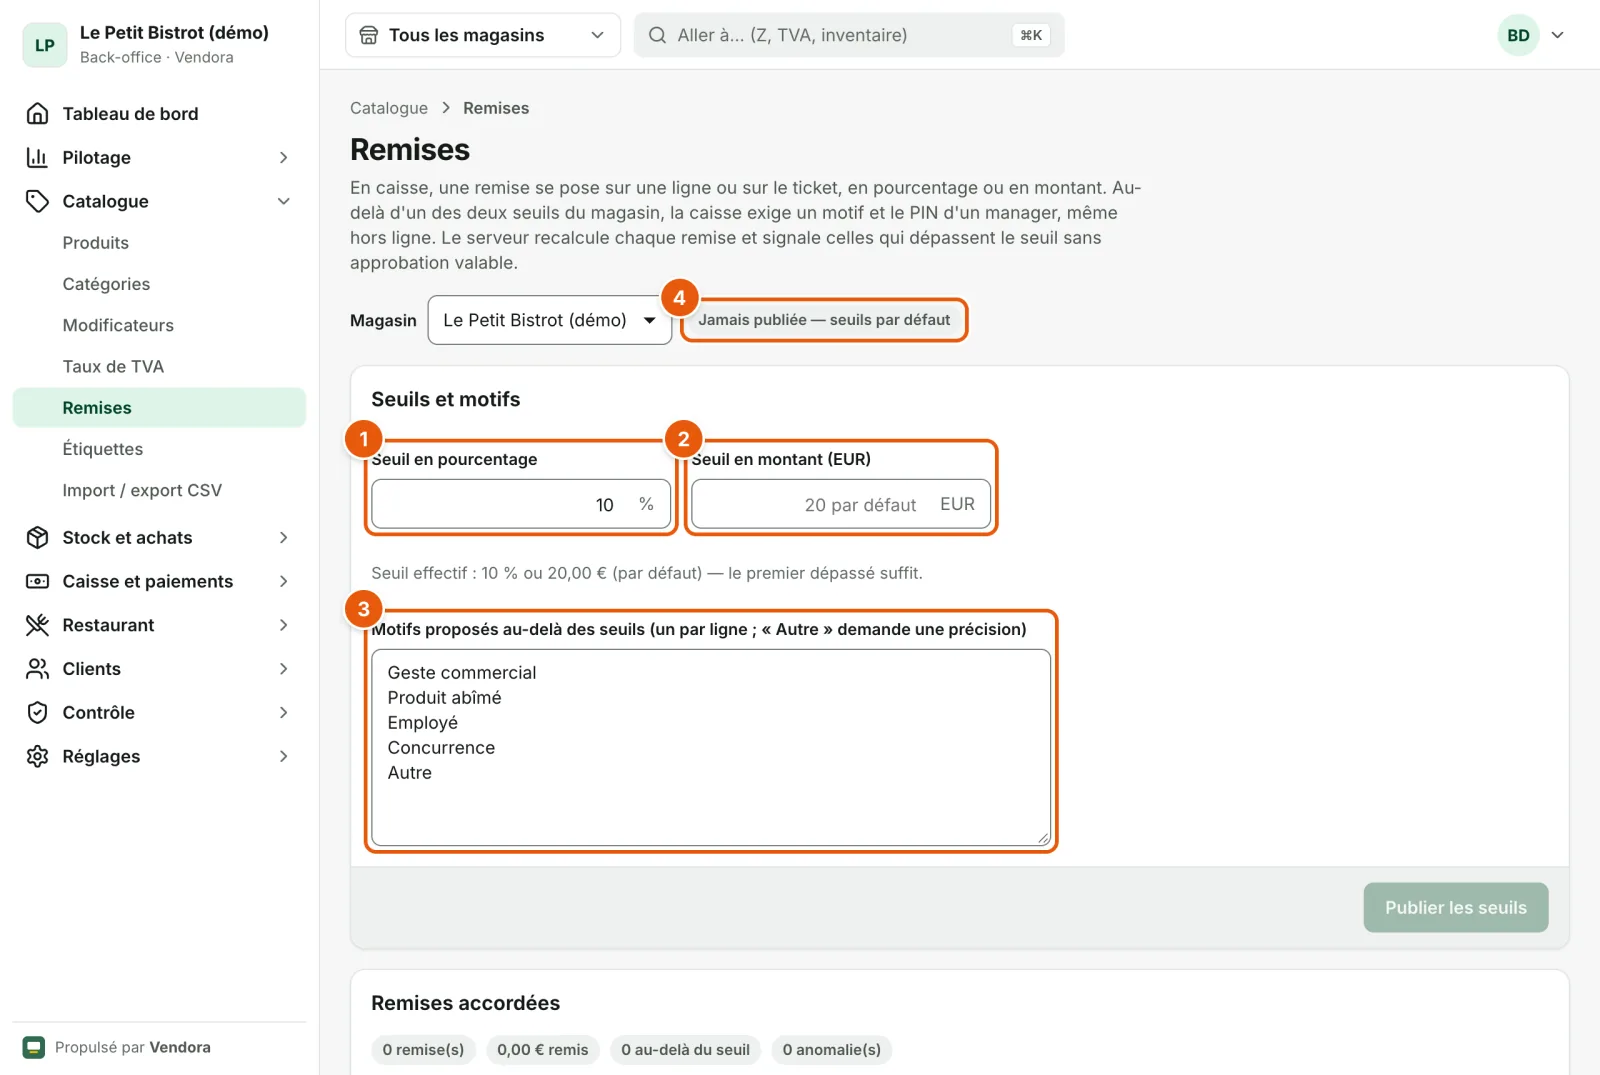 LP
Le Petit Bistrot (démo)
Back-office · Vendora
Tableau de bord
Pilotage
Catalogue
Produits
Catégories
Modificateurs
Taux de TVA
Remises
Étiquettes
Import / export CSV
Stock et achats
Caisse et paiements
Restaurant
Clients
Contrôle
Réglages
Propulsé par Vendora
Tous les magasins
Aller à... (Z, TVA, inventaire)
⌘K
BD
Catalogue > Remises
Remises
En caisse, une remise se pose sur une ligne ou sur le ticket, en pourcentage ou en montant. Au-
delà d'un des deux seuils du magasin, la caisse exige un motif et le PIN d'un manager, même
hors ligne. Le serveur recalcule chaque remise et signale celles qui dépassent le seuil sans
approbation valable.
Magasin
Le Petit Bistrot (démo)
4
Jamais publiée — seuils par défaut
Seuils et motifs
1
Seuil en pourcentage
10 %
2
Seuil en montant (EUR)
20 par défaut EUR
Seuil effectif : 10 % ou 20,00 € (par défaut) — le premier dépassé suffit.
3
Motifs proposés au-delà des seuils (un par ligne ; « Autre » demande une précision)
Geste commercial
Produit abîmé
Employé
Concurrence
Autre
Publier les seuils
Remises accordées
0 remise(s)
0,00 € remis
0 au-delà du seuil
0 anomalie(s)